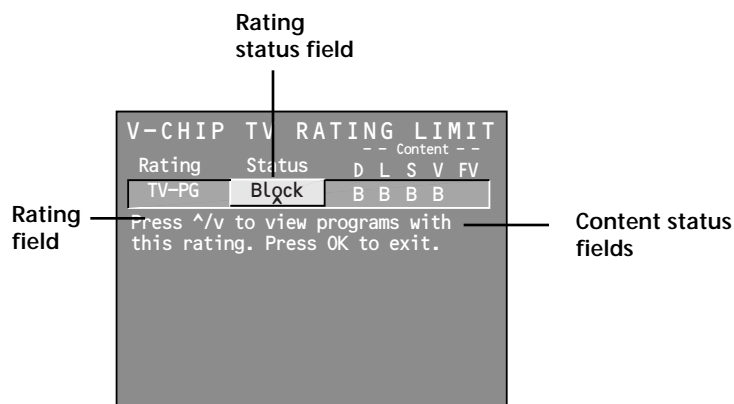 Rating
status field
V-CHIP TV RATING LIMIT
-- Content --
Rating Status D L S V FV
TV-PG Block B B B B
Rating
field
Press ^/v to view programs with
this rating. Press OK to exit.
Content status
fields